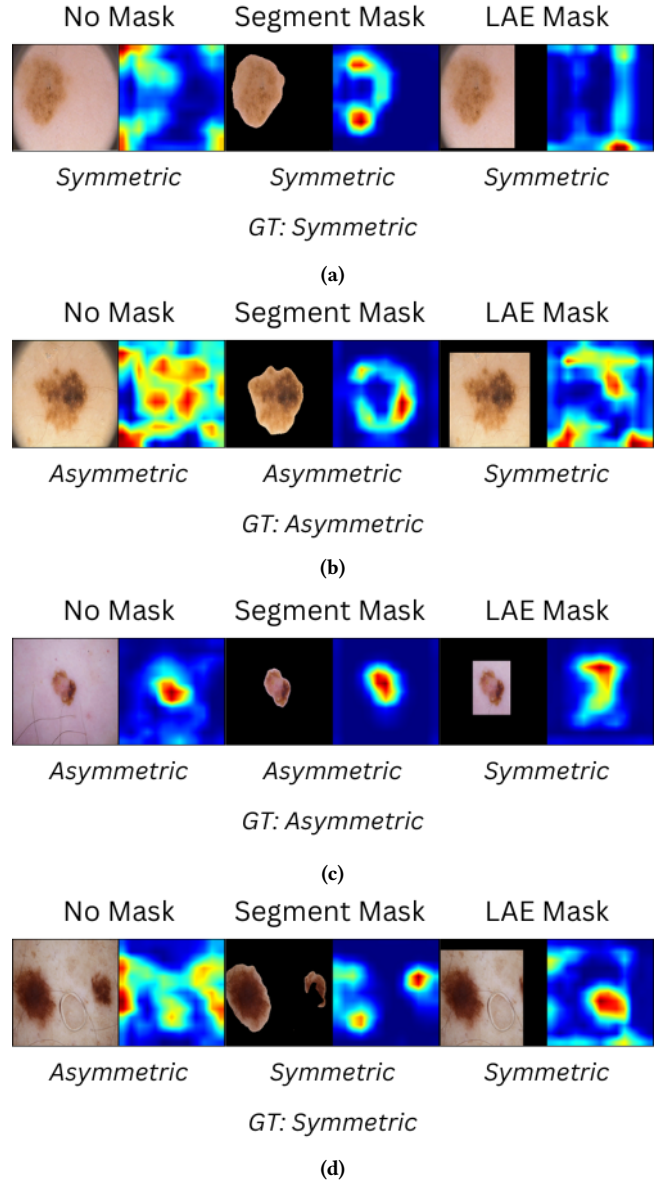 No Mask Segment Mask LAE Mask
Symmetric Symmetric Symmetric
GT: Symmetric
(a)
No Mask Segment Mask LAE Mask
Asymmetric Asymmetric Symmetric
GT: Asymmetric
(b)
No Mask Segment Mask LAE Mask
Asymmetric Asymmetric Symmetric
GT: Asymmetric
(c)
No Mask Segment Mask LAE Mask
Asymmetric Symmetric Symmetric
GT: Symmetric
(d)